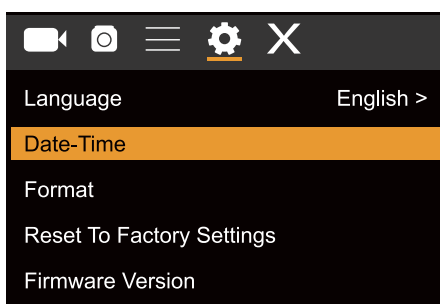 Language English >
Date-Time
Format
Reset To Factory Settings
Firmware Version